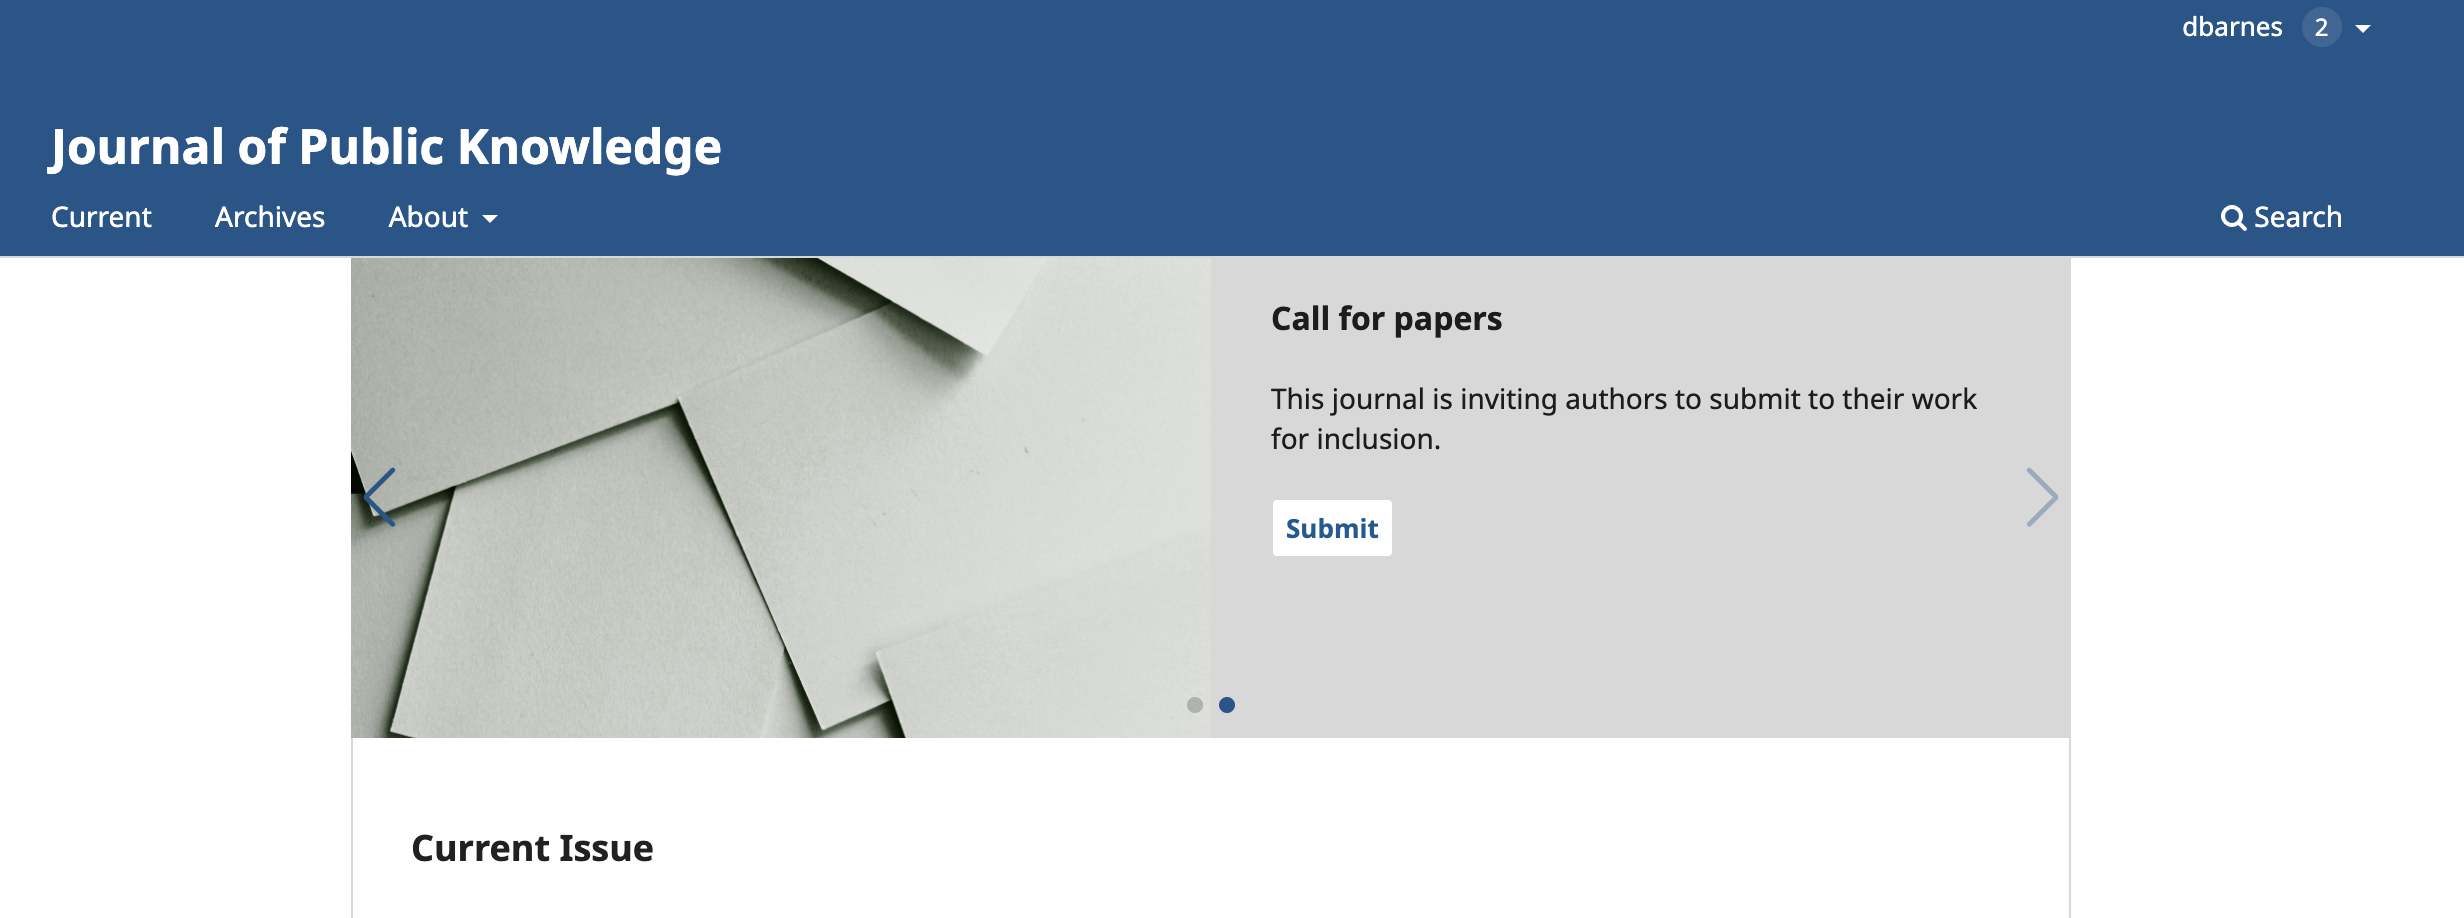 dbarnes 2
Journal of Public Knowledge
Current Archives About Search
Call for papers
This journal is inviting authors to submit to their work
for inclusion.
Submit
Current Issue